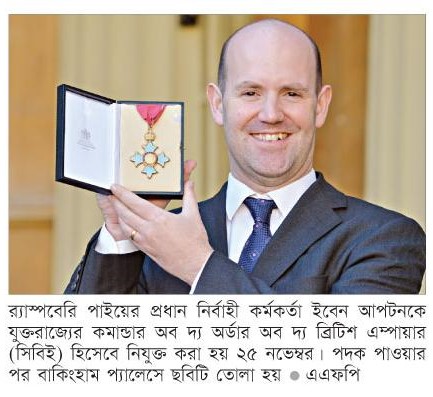 র‍্যাস্পবেরি পাইয়ের প্রধান নির্বাহী কর্মকর্তা ইবেন আপটনকে
যুক্তরাজ্যের কমান্ডার অব দ্য অর্ডার অব দ্য ব্রিটিশ এম্পায়ার
(সিবিই) হিসেবে নিযুক্ত করা হয় ২৫ নভেম্বর। পদক পাওয়ার
পর বাকিংহাম প্যালেসে ছবিটি তোলা হয় ● এএফপি